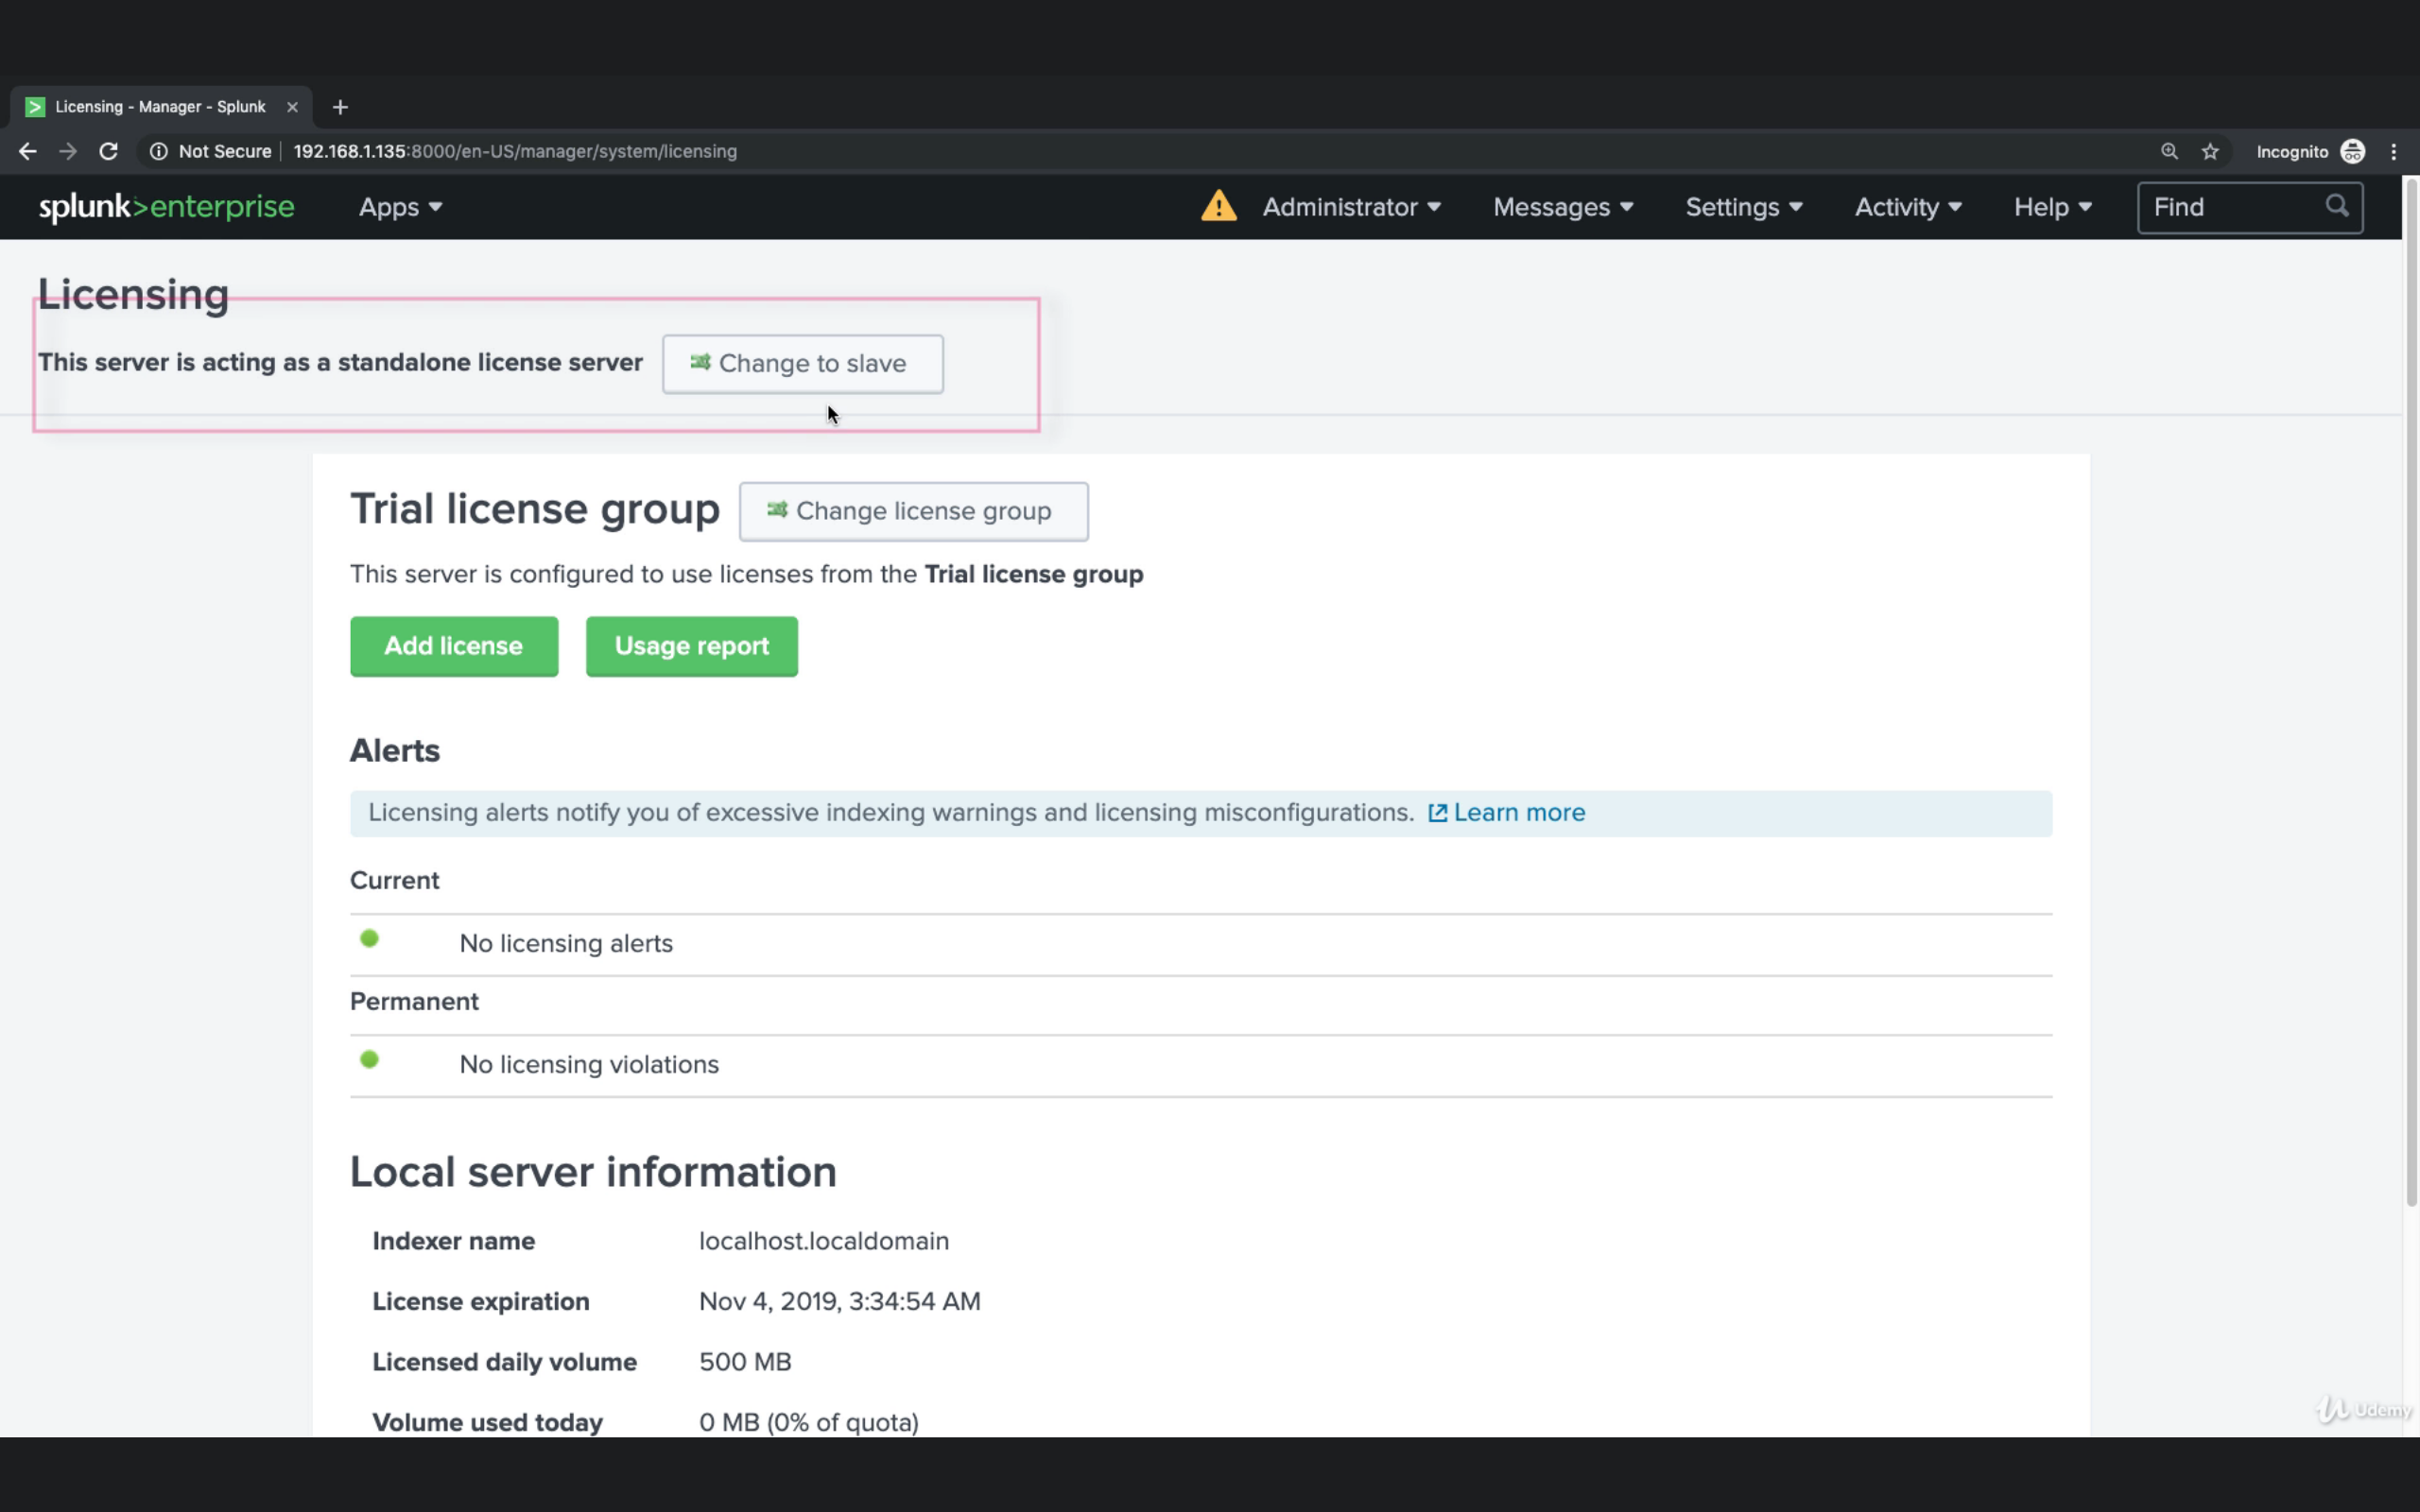 Licensing - Manager - Splunk
Not Secure 192.168.1.135:8000/en-US/manager/system/licensing Incognito
splunk>enterprise Apps Administrator Messages Settings Activity Help Find
Licensing
This server is acting as a standalone license server Change to slave
Trial license group Change license group
This server is configured to use licenses from the Trial license group
Add license Usage report
Alerts
Licensing alerts notify you of excessive indexing warnings and licensing misconfigurations. Learn more
Current
No licensing alerts
Permanent
No licensing violations
Local server information
Indexer name localhost.localdomain
License expiration Nov 4, 2019, 3:34:54 AM
Licensed daily volume 500 MB
Volume used today 0 MB (0% of quota)
Udemy